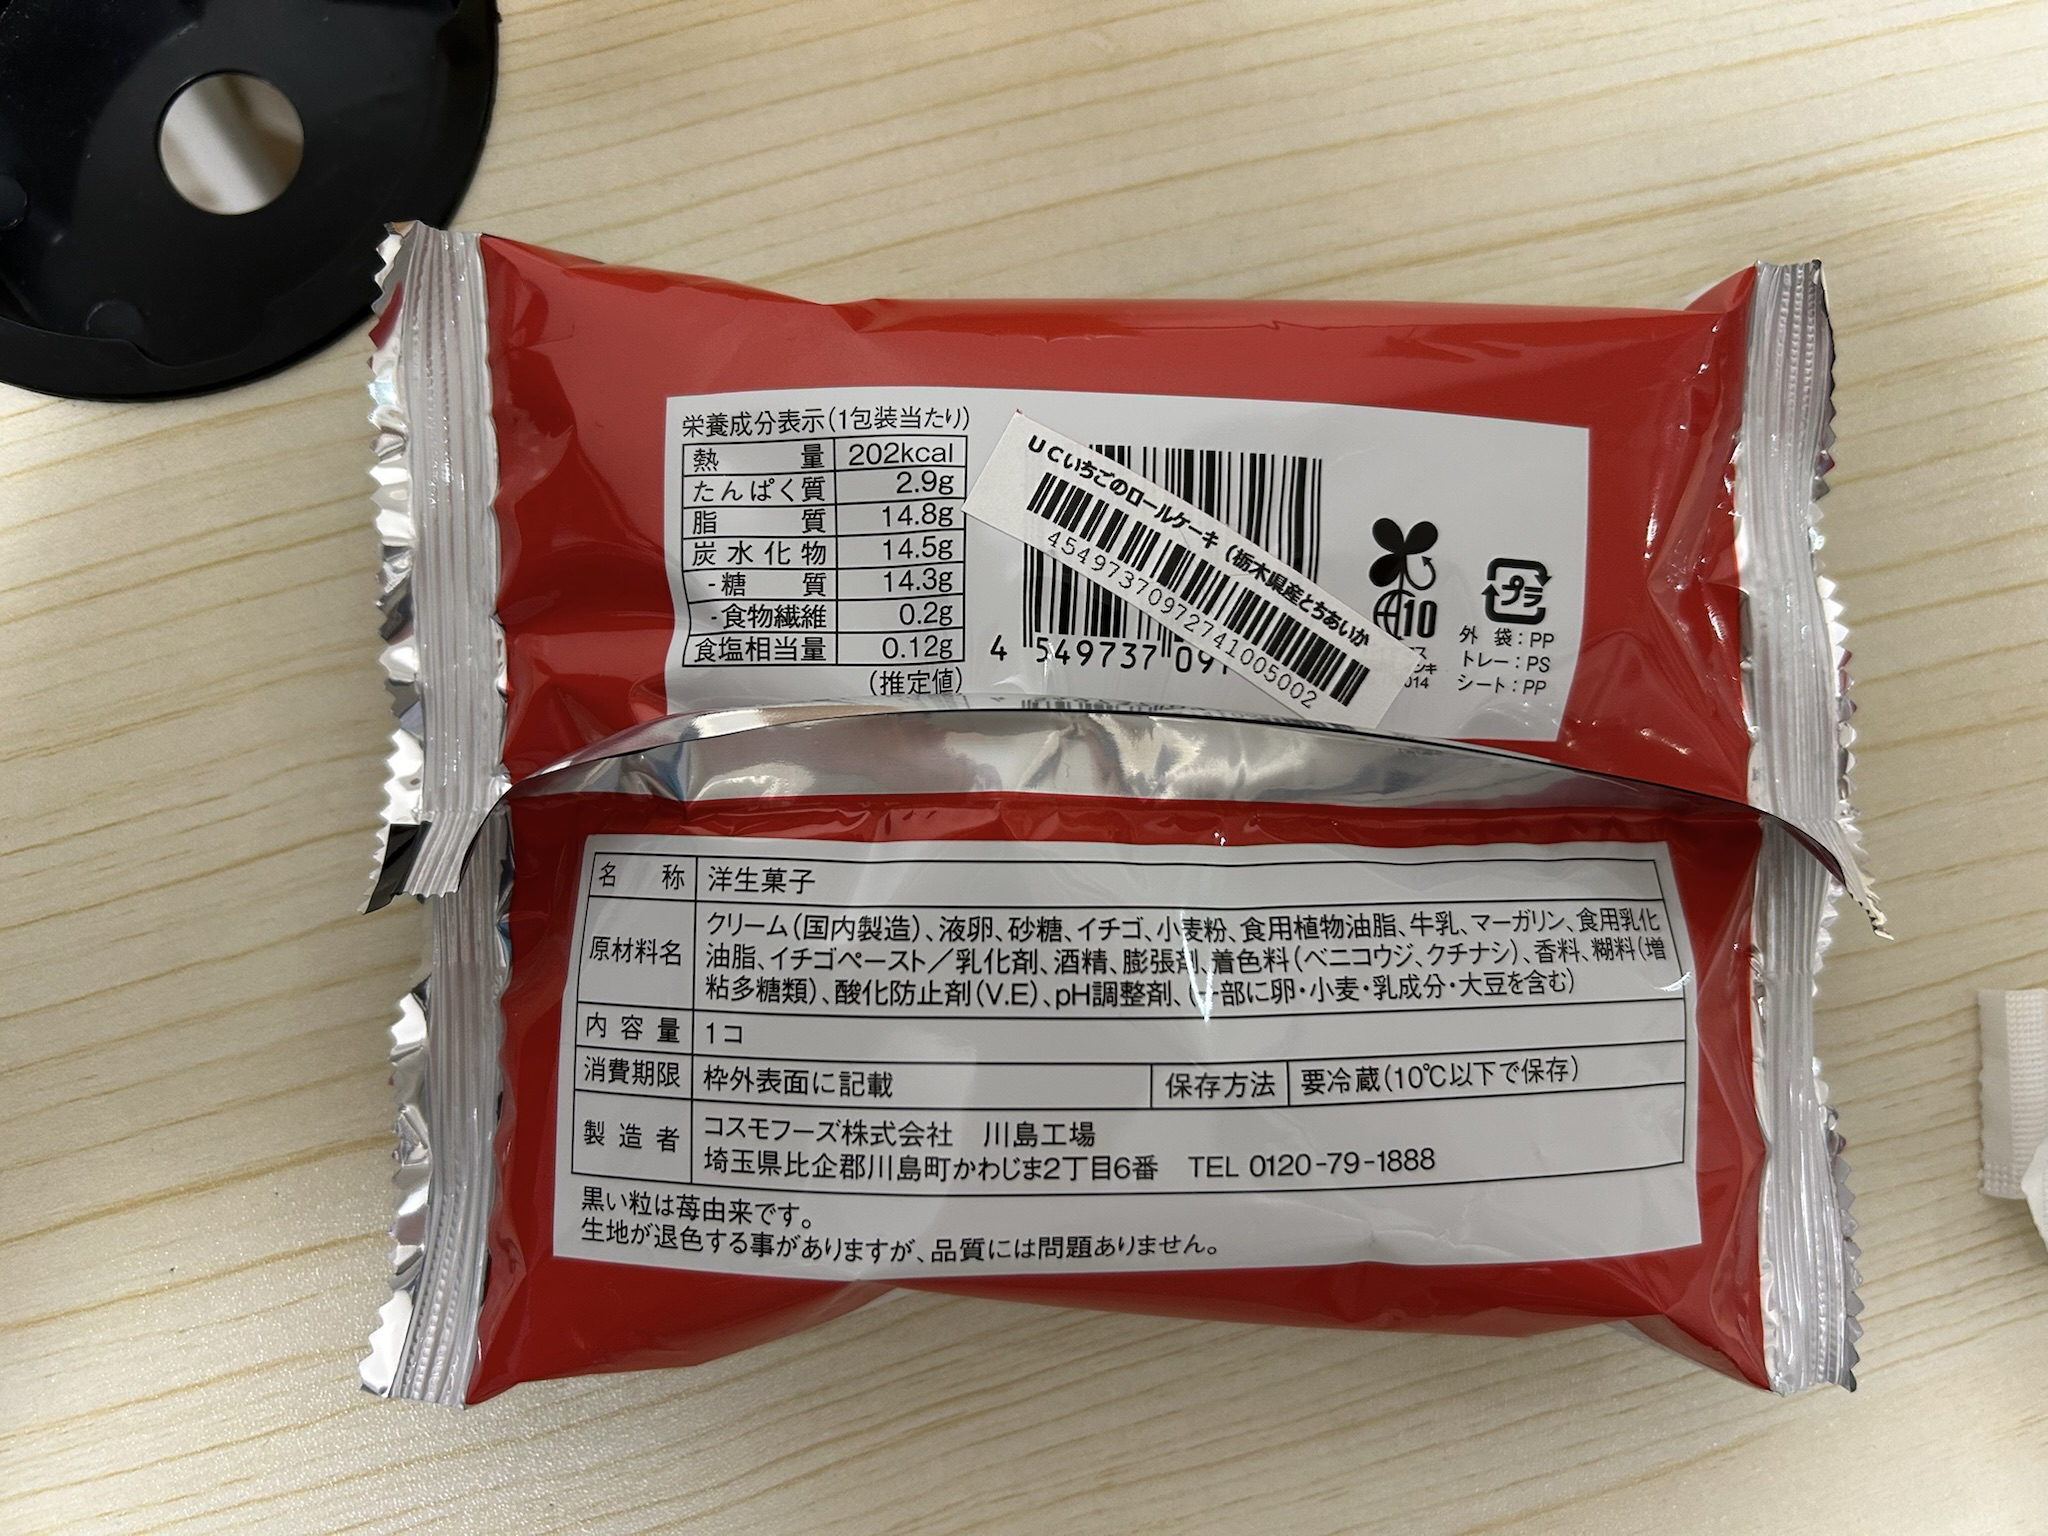 栄養成分表示(1包装当たり)
熱量 202kcal
たんぱく質 2.9g
脂質 14.8g
炭水化物 14.5g
-糖質 14.3g
-食物繊維 0.2g
食塩相当量 0.12g
(推定値)
UCいちごのロールケーキ(栃木県産とちあいか
45497370972741005002
4 549737 09
10
014
プラ
外袋:PP
トレー:PS
シート:PP
名称 洋生菓子
原材料名 クリーム(国内製造)、液卵、砂糖、イチゴ、小麦粉、食用植物油脂、牛乳、マーガリン、食用乳化
油脂、イチゴペースト/乳化剤、酒精、膨張剤、着色料(ベニコウジ、クチナシ)、香料、糊料(増
粘多糖類)、酸化防止剤(V.E)、pH調整剤、(一部に卵・小麦・乳成分・大豆を含む)
内容量 1コ
消費期限 枠外表面に記載 保存方法 要冷蔵(10℃以下で保存)
製造者 コスモフーズ株式会社 川島工場
埼玉県比企郡川島町かわじま2丁目6番 TEL 0120-79-1888
黒い粒は苺由来です。
生地が退色する事がありますが、品質には問題ありません。